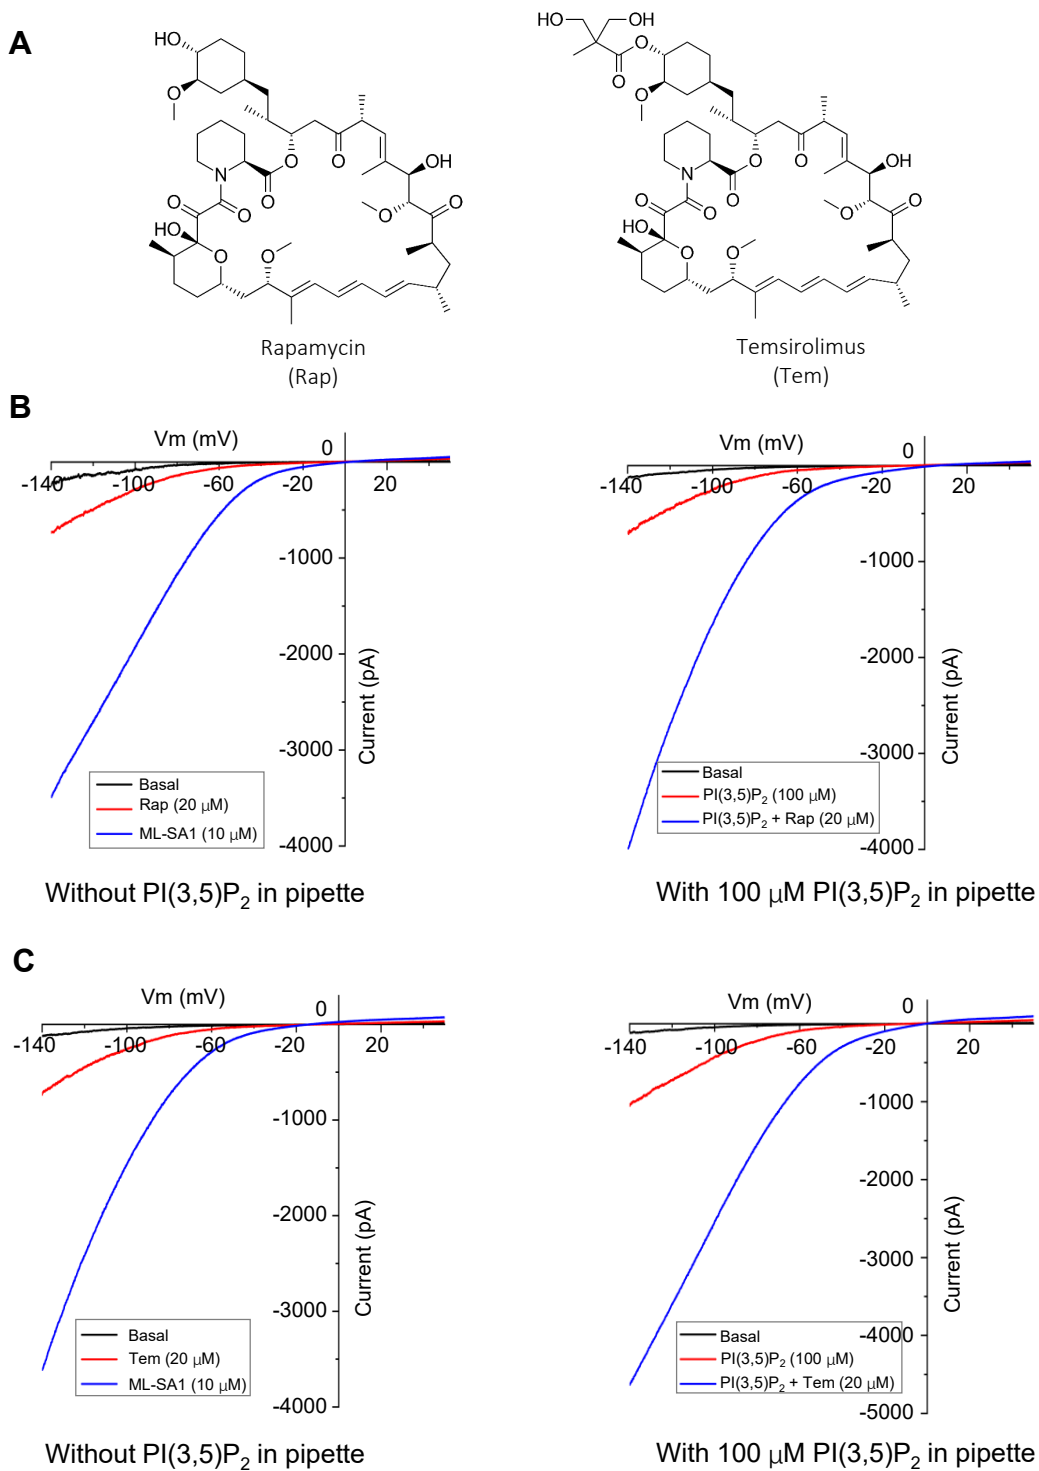 A
HO
O
O
N
O
O
O
O
HO
O
O
O
OH
O
O
Rapamycin
(Rap)
HO
OH
O
O
O
O
N
O
O
O
O
HO
O
O
O
OH
O
O
Temsirolimus
(Tem)
B
Vm (mV)
0
-140
-100
-60
-20
20
-1000
-2000
-3000
-4000
Current (pA)
Basal
Rap (20 μM)
ML-SA1 (10 μM)
Without PI(3,5)P₂ in pipette
Vm (mV)
0
-140
-100
-60
-20
20
-1000
-2000
-3000
-4000
Current (pA)
Basal
PI(3,5)P₂ (100 μM)
PI(3,5)P₂ + Rap (20 μM)
With 100 μM PI(3,5)P₂ in pipette
C
Vm (mV)
0
-140
-100
-60
-20
20
-1000
-2000
-3000
-4000
Current (pA)
Basal
Tem (20 μM)
ML-SA1 (10 μM)
Without PI(3,5)P₂ in pipette
Vm (mV)
0
-140
-100
-60
-20
20
-1000
-2000
-3000
-4000
-5000
Current (pA)
Basal
PI(3,5)P₂ (100 μM)
PI(3,5)P₂ + Tem (20 μM)
With 100 μM PI(3,5)P₂ in pipette